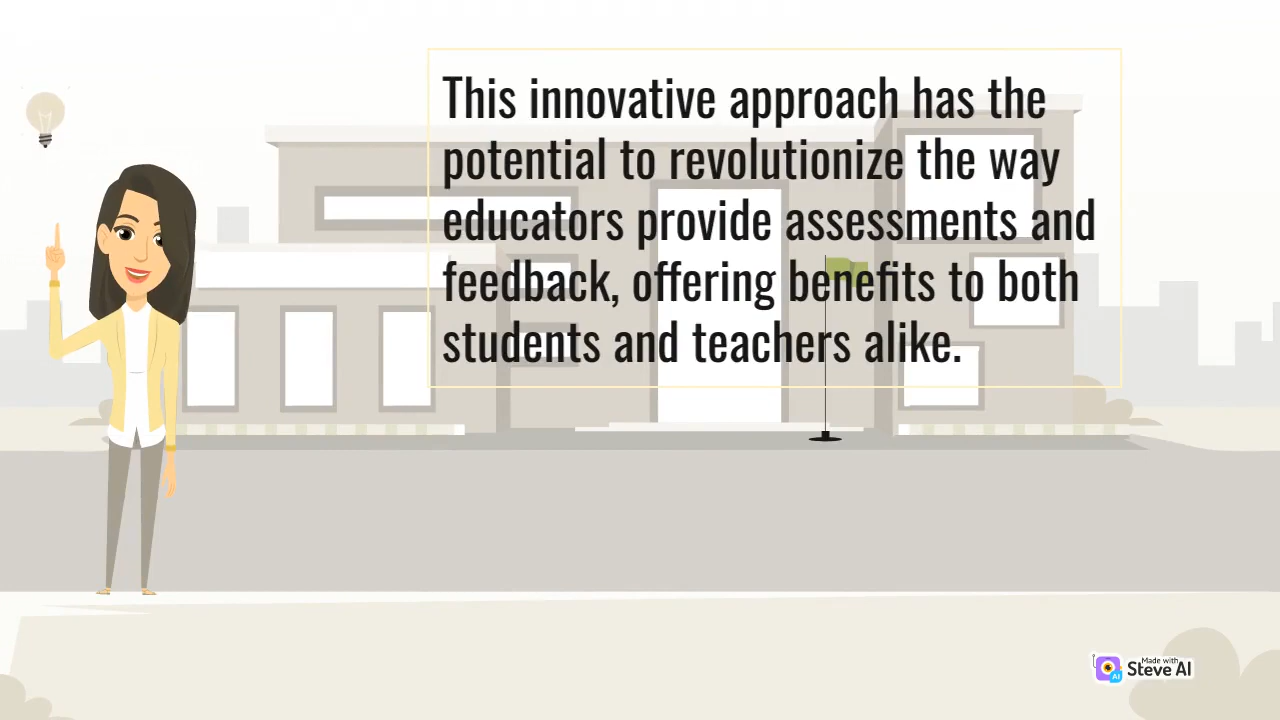 This innovative approach has the
potential to revolutionize the way
educators provide assessments and
feedback, offering benefits to both
students and teachers alike.
Made with
Steve AI
AI